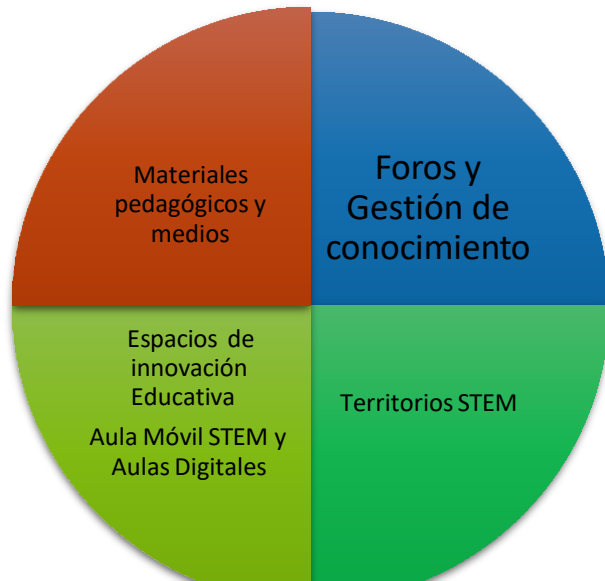 Materiales
pedagógicos y
medios
Foros y
Gestión de
conocimiento
Espacios de
innovación
Educativa
Aula Móvil STEM y
Aulas Digitales
Territorios STEM